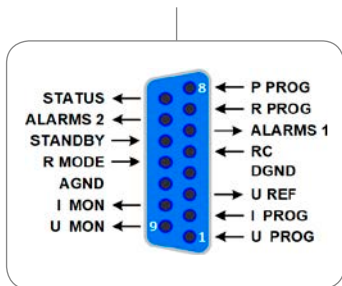 8
P PROG
STATUS
R PROG
ALARMS 2
ALARMS 1
STANDBY
RC
R MODE
DGND
AGND
U REF
I MON
I PROG
U MON
9
1
U PROG